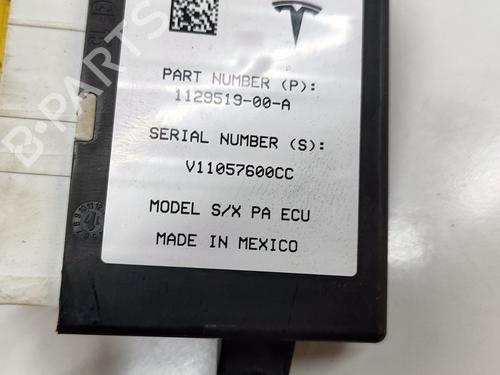 PART NUMBER (P):
1129519-00-A
SERIAL NUMBER (S):
V11057600CC
MODEL S/X PA ECU
MADE IN MEXICO
B-PARTS